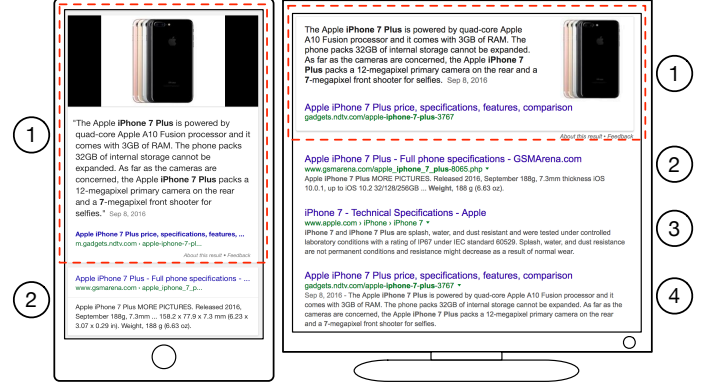 1
"The Apple iPhone 7 Plus is powered by
quad-core Apple A10 Fusion processor and it
comes with 3GB of RAM. The phone packs
32GB of internal storage cannot be
expanded. As far as the cameras are
concerned, the Apple iPhone 7 Plus packs a
12-megapixel primary camera on the rear
and a 7-megapixel front shooter for
selfies." Sep 8, 2016
Apple iPhone 7 Plus price, specifications, features, ...
m.gadgets.ndtv.com - apple-iphone-7-pl...
About this result • Feedback
2
Apple iPhone 7 Plus - Full phone specifications - ...
www.gsmarena.com - apple_iphone_7_p...
Apple iPhone 7 Plus MORE PICTURES. Released 2016,
September 188g, 7.3mm ... 158.2 x 77.9 x 7.3 mm (6.23 x
3.07 x 0.29 in). Weight, 188 g (6.63 oz).
The Apple iPhone 7 Plus is powered by quad-core Apple
A10 Fusion processor and it comes with 3GB of RAM. The
phone packs 32GB of internal storage cannot be expanded.
As far as the cameras are concerned, the Apple iPhone 7
Plus packs a 12-megapixel primary camera on the rear and a
7-megapixel front shooter for selfies. Sep 8, 2016
Apple iPhone 7 Plus price, specifications, features, comparison
gadgets.ndtv.com/apple-iphone-7-plus-3767
About this result • Feedback
1
Apple iPhone 7 Plus - Full phone specifications - GSMArena.com
www.gsmarena.com/apple_iphone_7_plus-8065.php
Apple iPhone 7 Plus MORE PICTURES. Released 2016, September 188g, 7.3mm thickness iOS
10.0.1, up to iOS 10.2 32/128/256GB ... Weight, 188 g (6.63 oz).
2
iPhone 7 - Technical Specifications - Apple
www.apple.com › iPhone › iPhone 7
iPhone 7 and iPhone 7 Plus are splash, water, and dust resistant and were tested under controlled
laboratory conditions with a rating of IP67 under IEC standard 60529. Splash, water, and dust resistance
are not permanent conditions and resistance might decrease as a result of normal wear.
3
Apple iPhone 7 Plus price, specifications, features, comparison
gadgets.ndtv.com/apple-iphone-7-plus-3767
Sep 8, 2016 - The Apple iPhone 7 Plus is powered by quad-core Apple A10 Fusion processor and it
comes with 3GB of RAM. The phone packs 32GB of internal storage cannot be expanded. As far as the
cameras are concerned, the Apple iPhone 7 Plus packs a 12-megapixel primary camera on the rear
and a 7-megapixel front shooter for selfies.
4